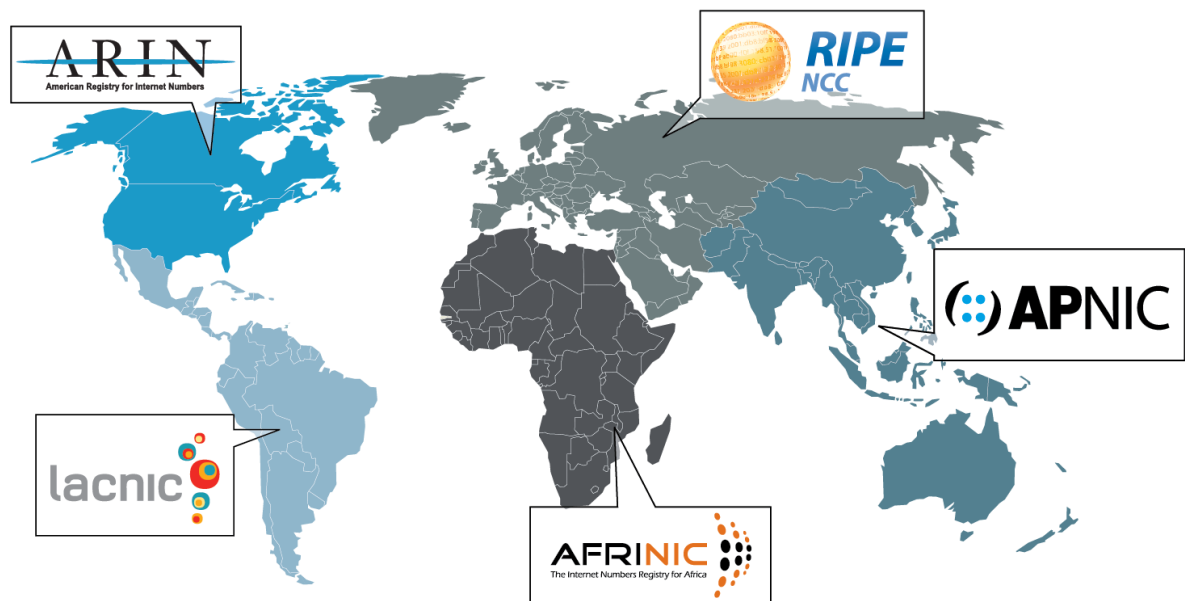 ARIN
American Registry for Internet Numbers
RIPE
NCC
APNIC
lacnic
AFRINIC
The Internet Numbers Registry for Africa